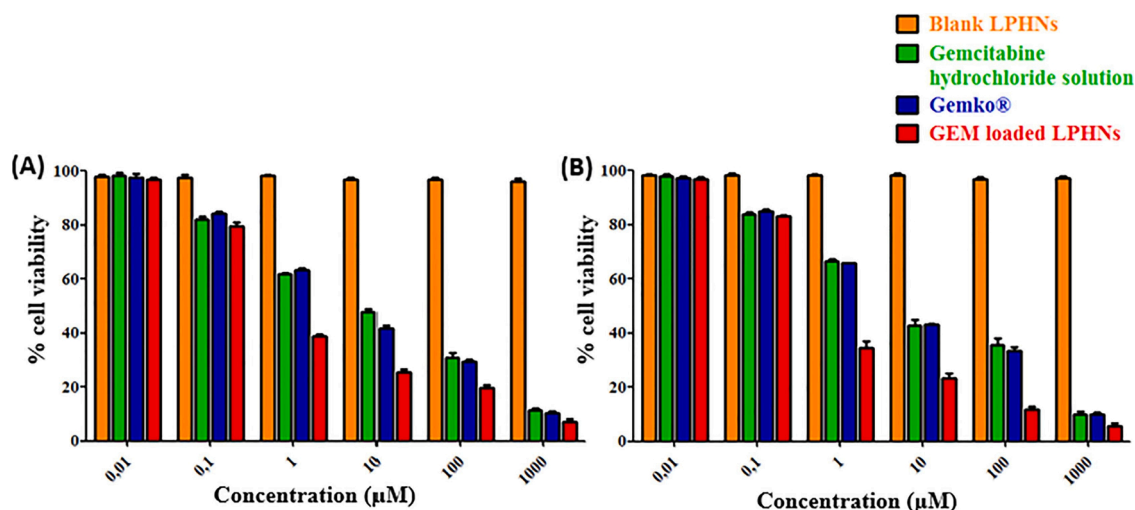 Blank LPHNs
Gemcitabine
hydrochloride solution
Gemko®
GEM loaded LPHNs
(A)
% cell viability
100
80
60
40
20
0
0,01
0,1
1
10
100
1000
Concentration (µM)
(B)
% cell viability
100
80
60
40
20
0
0,01
0,1
1
10
100
1000
Concentration (µM)